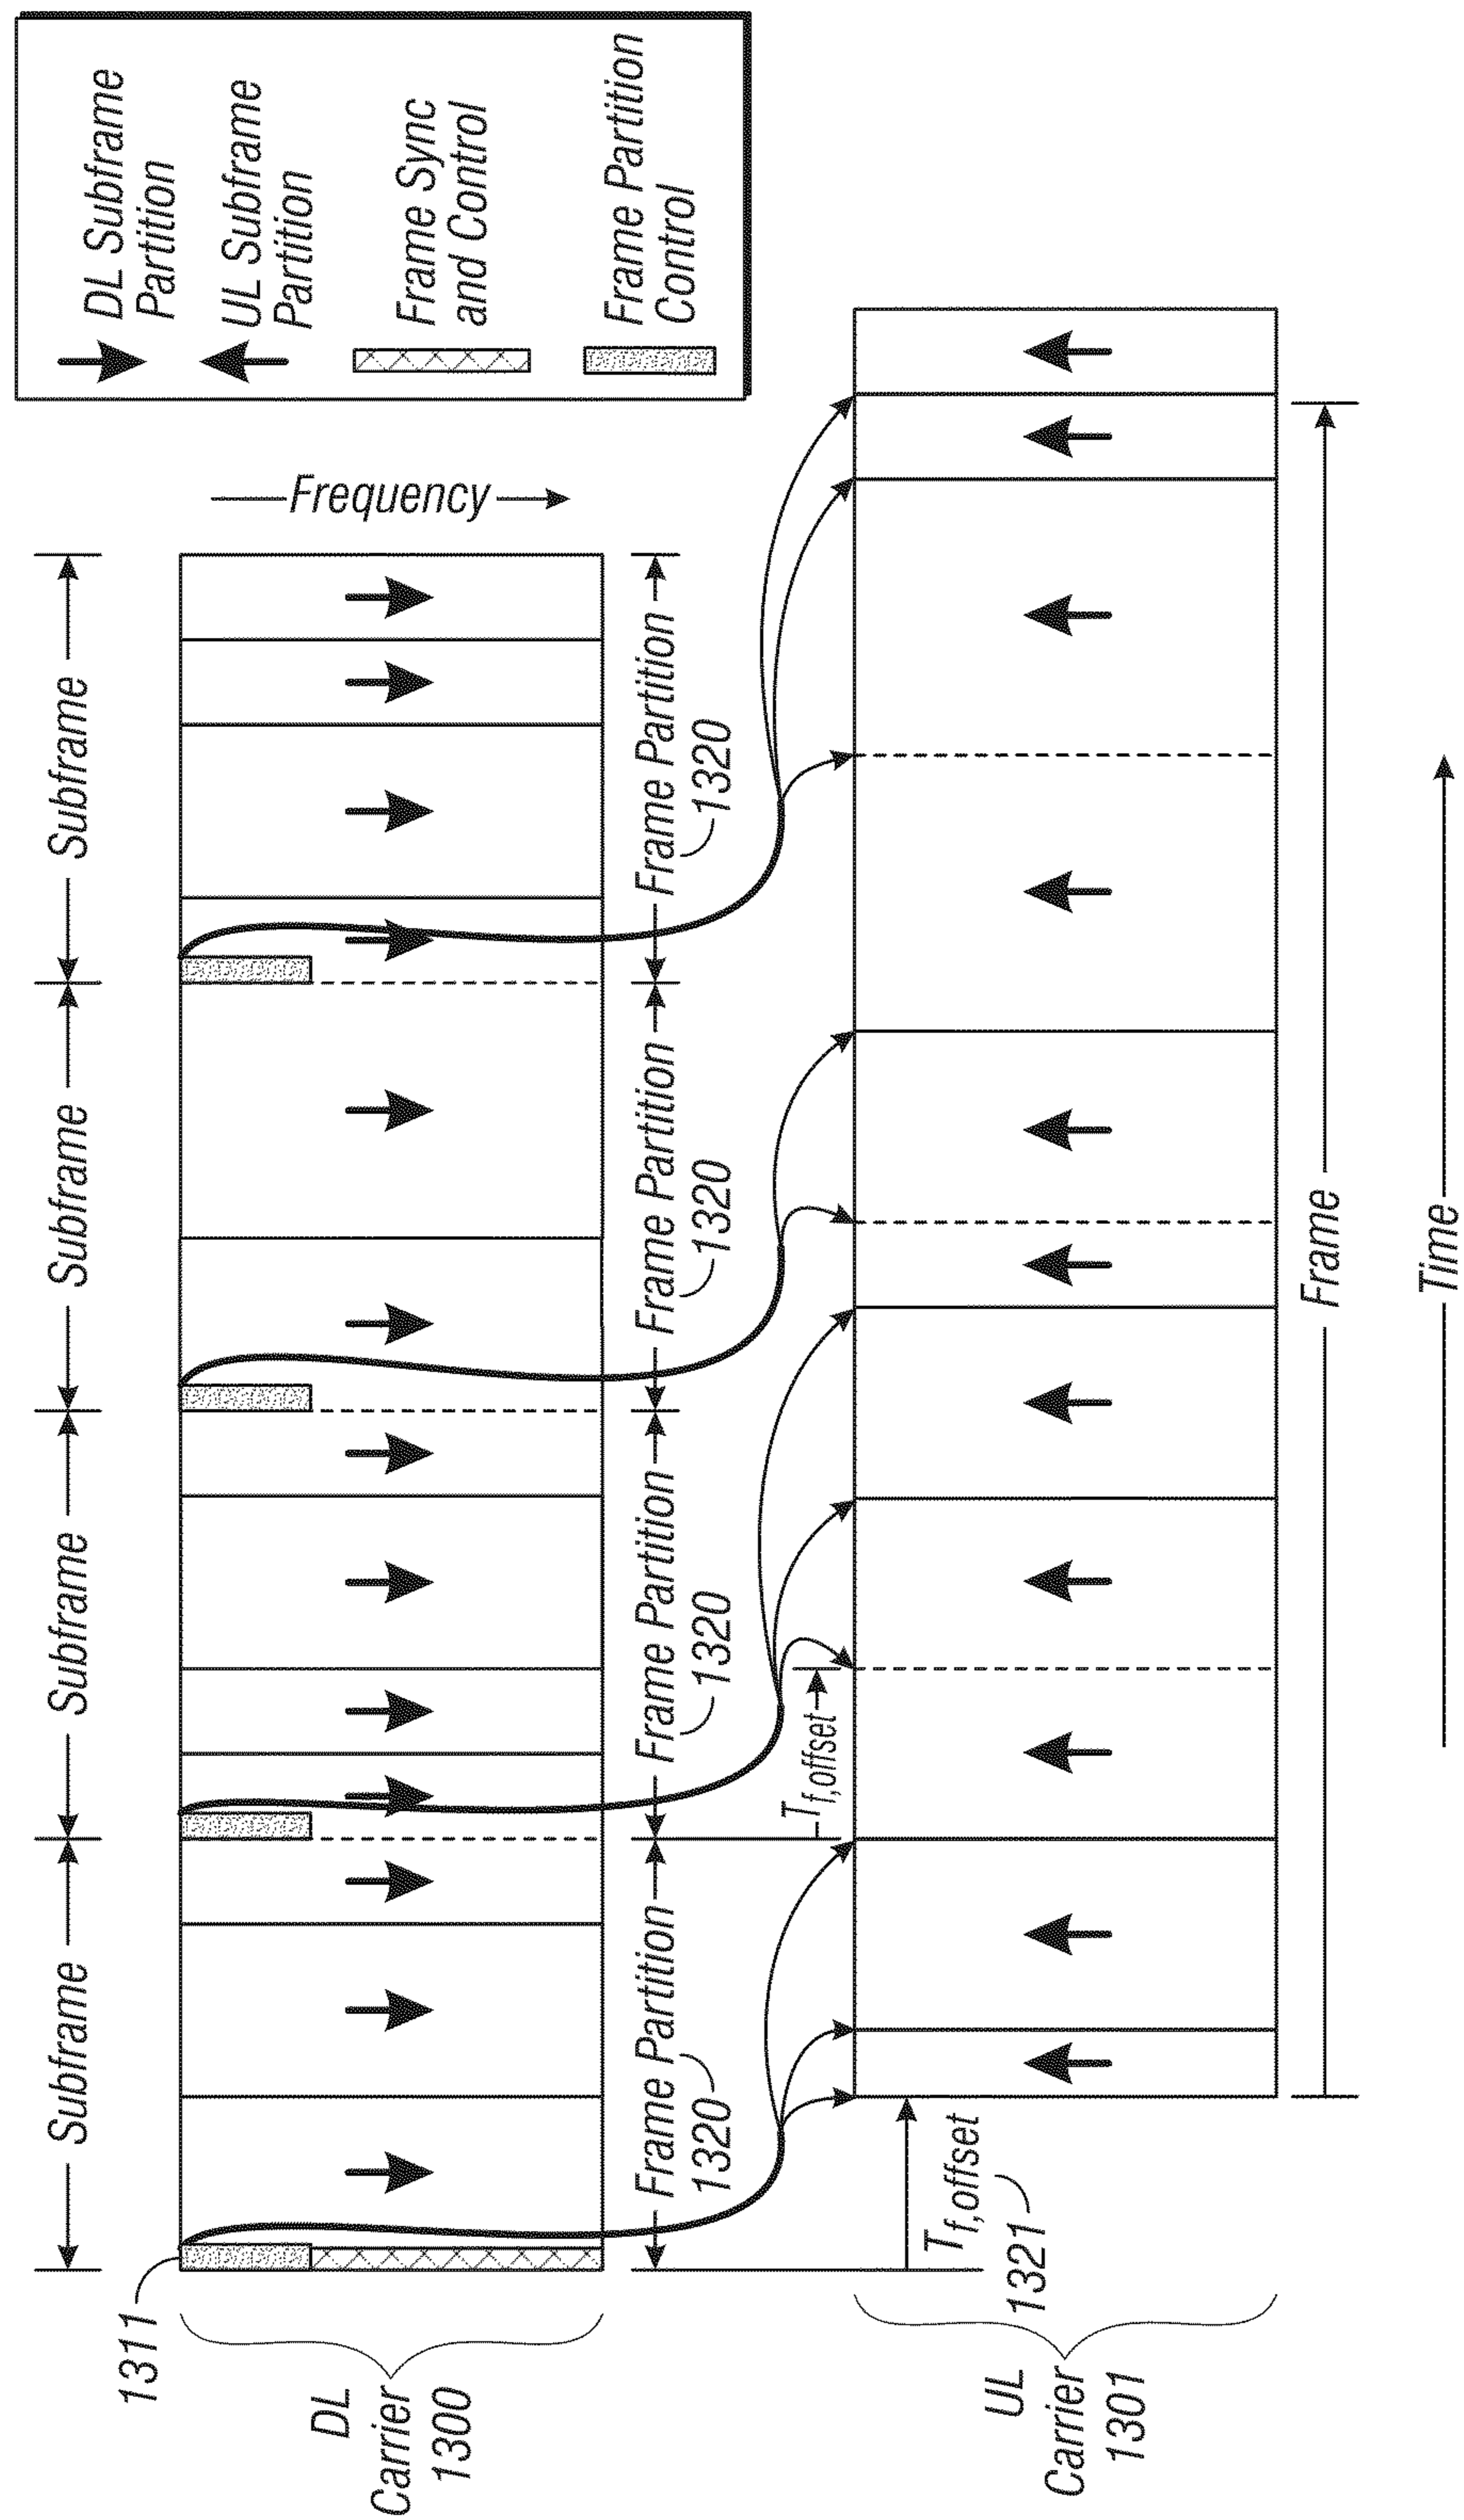 Subframe
Subframe
Subframe
Subframe
1311
DL
Carrier
1300
Frequency
Frame Partition
1320
Frame Partition
1320
Frame Partition
1320
Frame Partition
1320
Tf,offset
Tf,offset
1321
UL
Carrier
1301
Frame
Time
DL Subframe
Partition
UL Subframe
Partition
Frame Sync
and Control
Frame Partition
Control